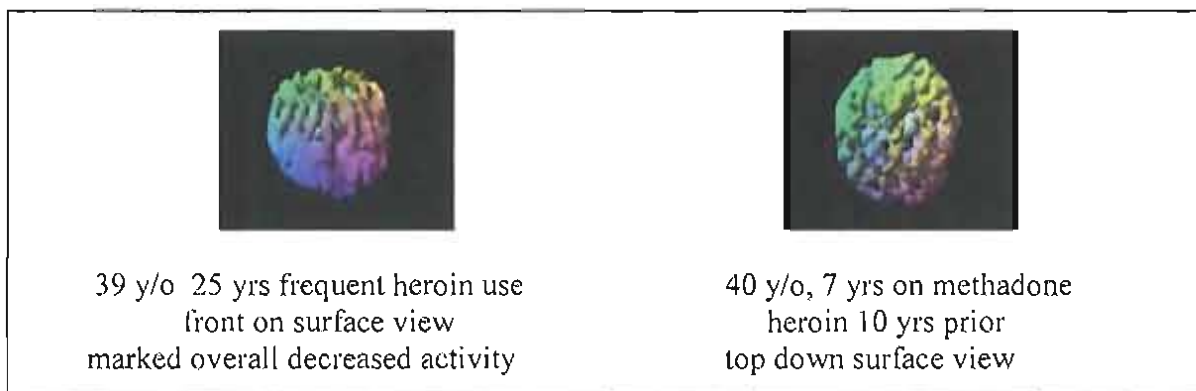 39 y/o 25 yrs frequent heroin use
front on surface view
marked overall decreased activity
40 y/o, 7 yrs on methadone
heroin 10 yrs prior
top down surface view